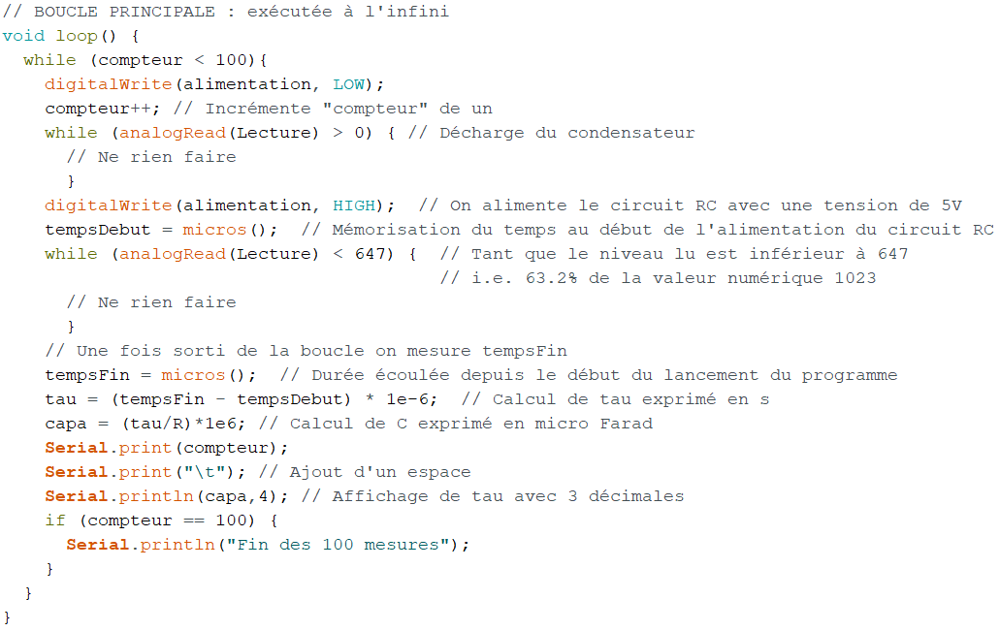 // BOUCLE PRINCIPALE : exécutée à l'infini
void loop() {
  while (compteur < 100){
    digitalWrite(alimentation, LOW);
    compteur++; // Incrémente "compteur" de un
    while (analogRead(Lecture) > 0) { // Décharge du condensateur
      // Ne rien faire
      }
    digitalWrite(alimentation, HIGH);  // On alimente le circuit RC avec une tension de 5V
    tempsDebut = micros();  // Mémorisation du temps au début de l'alimentation du circuit RC
    while (analogRead(Lecture) < 647) {  // Tant que le niveau lu est inférieur à 647
                                         // i.e. 63.2% de la valeur numérique 1023
      // Ne rien faire
      }
    // Une fois sorti de la boucle on mesure tempsFin
    tempsFin = micros();  // Durée écoulée depuis le début du lancement du programme
    tau = (tempsFin - tempsDebut) * 1e-6;  // Calcul de tau exprimé en s
    capa = (tau/R)*1e6; // Calcul de C exprimé en micro Farad
    Serial.print(compteur);
    Serial.print("\t"); // Ajout d'un espace
    Serial.println(capa,4); // Affichage de tau avec 3 décimales
    if (compteur == 100) {
      Serial.println("Fin des 100 mesures");
    }
  }
}